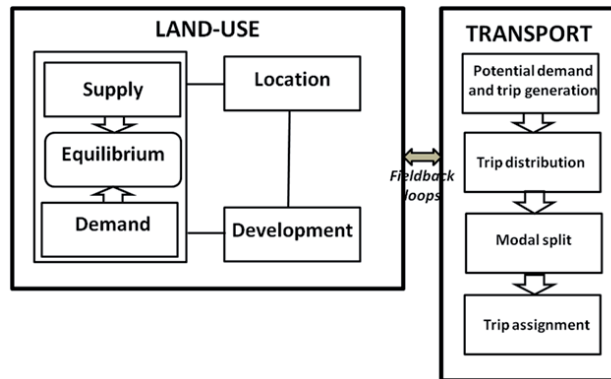 LAND-USE
Supply
Equilibrium
Demand
Location
Development
Fieldback
loops
TRANSPORT
Potential demand
and trip generation
Trip distribution
Modal split
Trip assignment